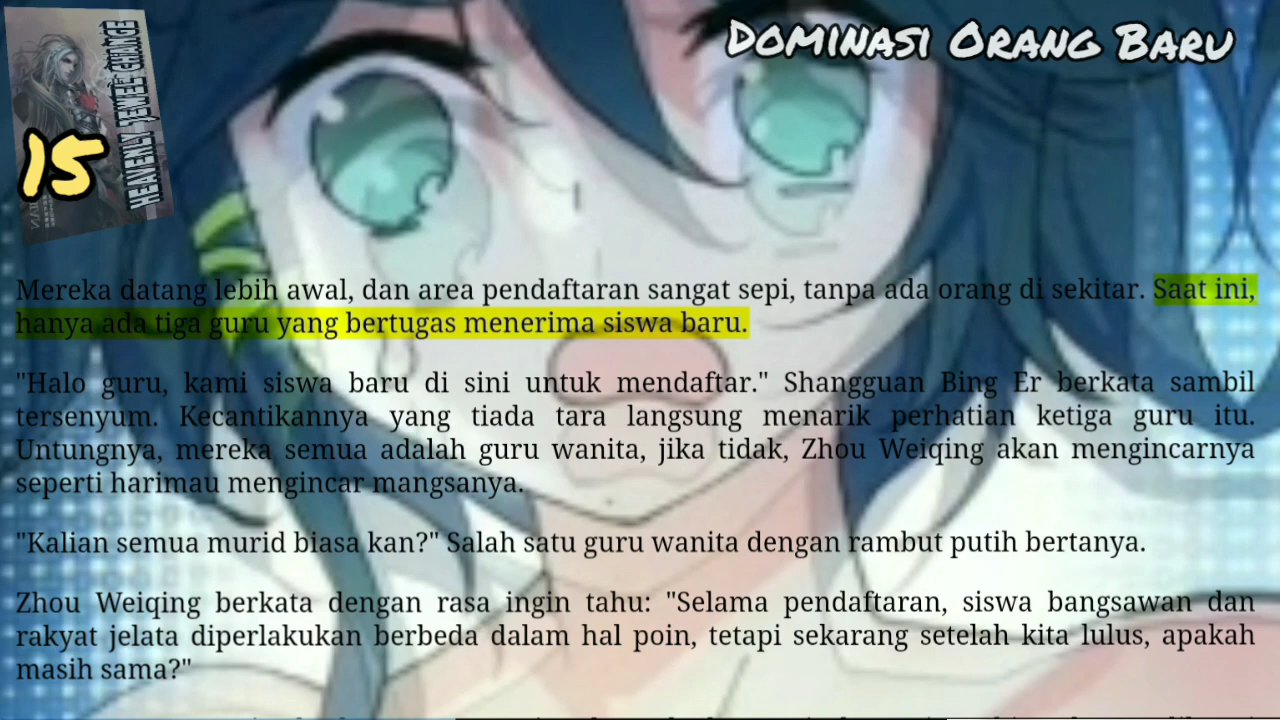 Dominasi Orang Baru
HEAVENLY JEWEL CHANGE
15
Mereka datang lebih awal, dan area pendaftaran sangat sepi, tanpa ada orang di sekitar. Saat ini,
hanya ada tiga guru yang bertugas menerima siswa baru.
"Halo guru, kami siswa baru di sini untuk mendaftar." Shangguan Bing Er berkata sambil
tersenyum. Kecantikannya yang tiada tara langsung menarik perhatian ketiga guru itu.
Untungnya, mereka semua adalah guru wanita, jika tidak, Zhou Weiqing akan mengincarnya
seperti harimau mengincar mangsanya.
"Kalian semua murid biasa kan?" Salah satu guru wanita dengan rambut putih bertanya.
Zhou Weiqing berkata dengan rasa ingin tahu: "Selama pendaftaran, siswa bangsawan dan
rakyat jelata diperlakukan berbeda dalam hal poin, tetapi sekarang setelah kita lulus, apakah
masih sama?"